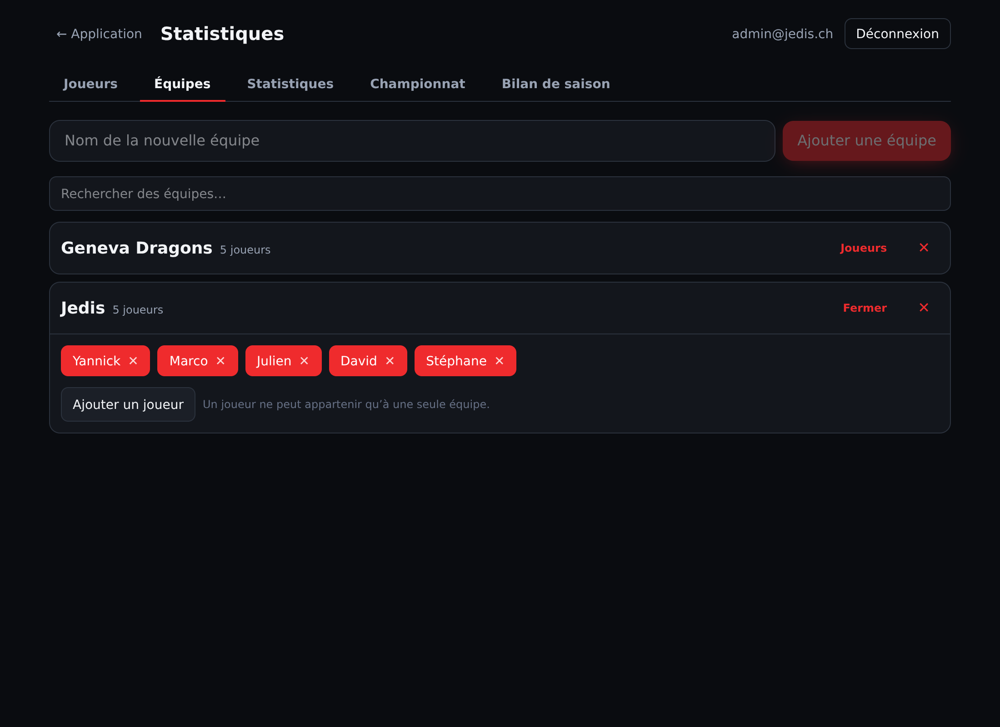 ← Application Statistiques admin@jedis.ch Déconnexion
Joueurs Équipes Statistiques Championnat Bilan de saison
Nom de la nouvelle équipe Ajouter une équipe
Rechercher des équipes…
Geneva Dragons 5 joueurs Joueurs ✕
Jedis 5 joueurs Fermer ✕
Yannick ✕ Marco ✕ Julien ✕ David ✕ Stéphane ✕
Ajouter un joueur Un joueur ne peut appartenir qu’à une seule équipe.